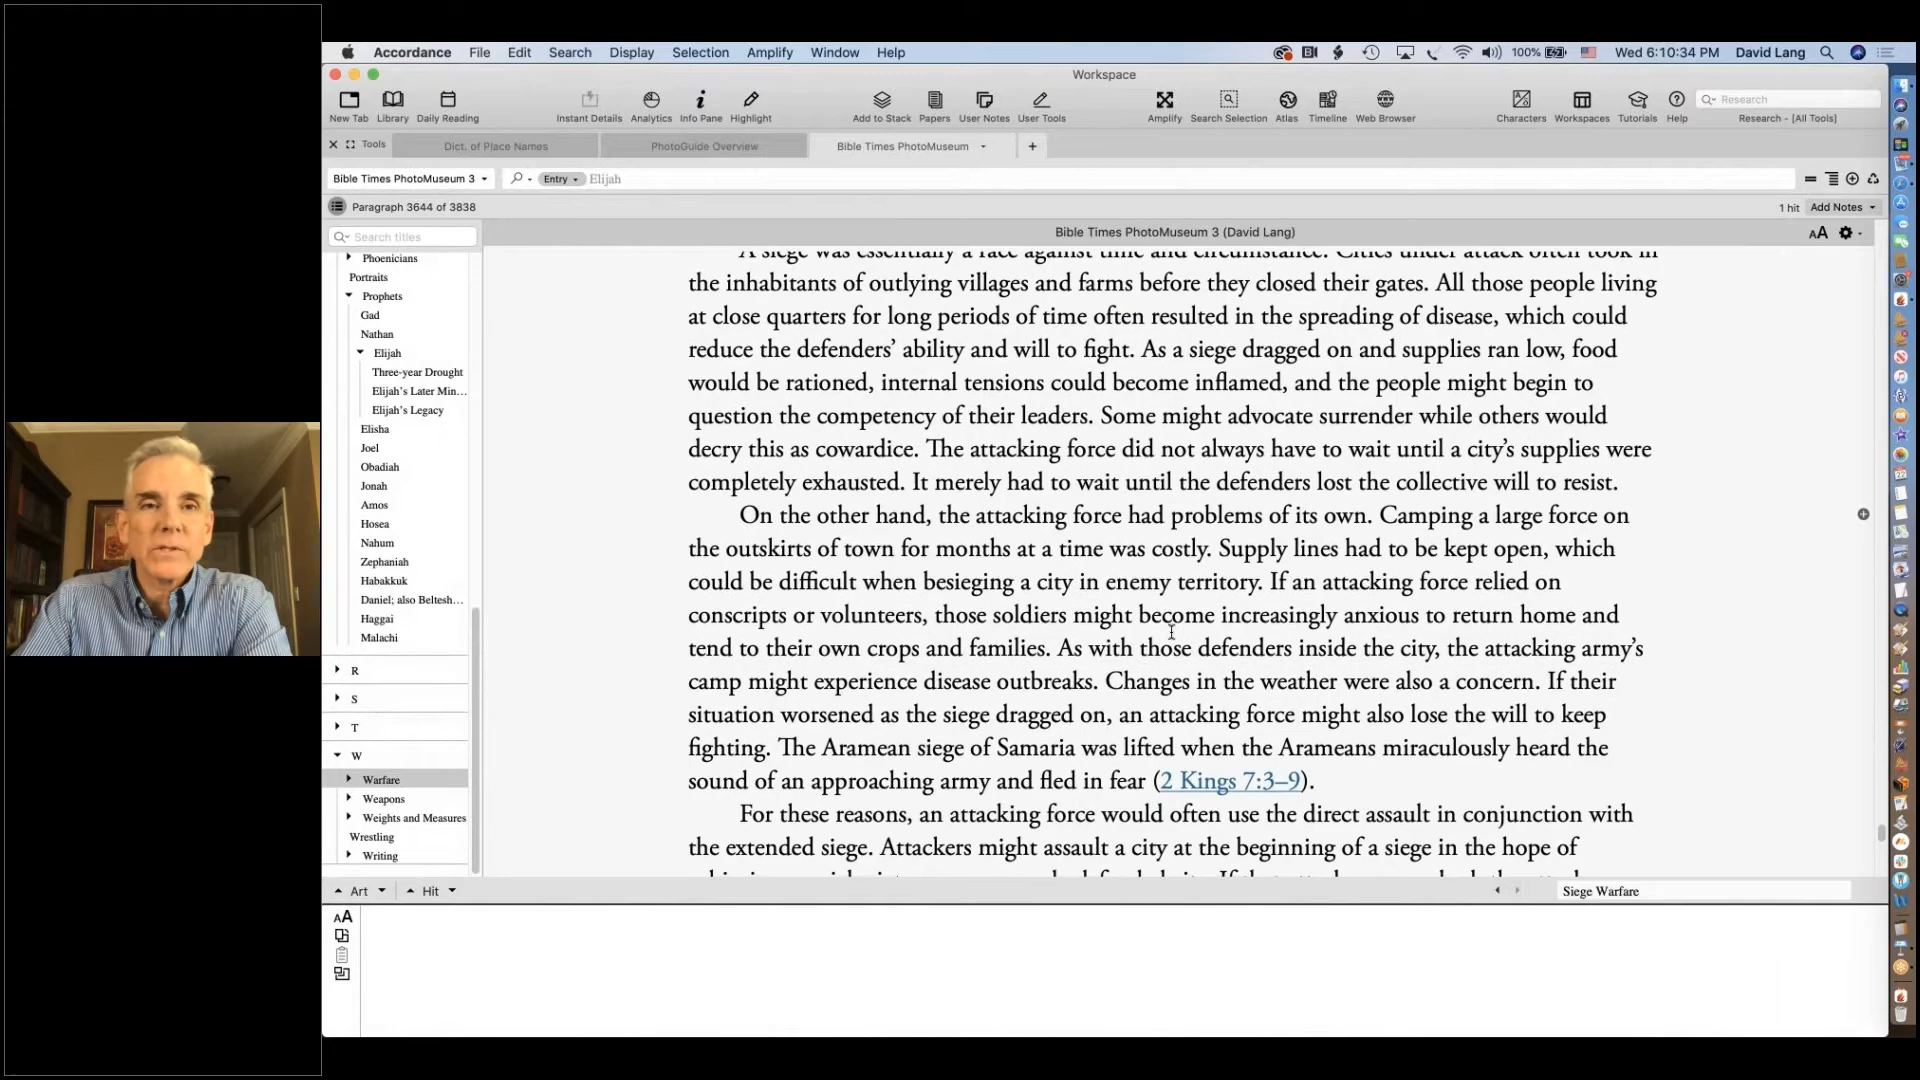 Accordance File Edit Search Display Selection Amplify Window Help 100% Wed 6:10:34 PM David Lang
Workspace
New Tab Library Daily Reading Instant Details Analytics Info Pane Highlight Add to Stack Papers User Notes User Tools Amplify Search Selection Atlas Timeline Web Browser Characters Workspaces Tutorials Help Research Research - [All Tools]
Tools Dict. of Place Names PhotoGuide Overview Bible Times PhotoMuseum
Bible Times PhotoMuseum 3 Entry Elijah
Paragraph 3644 of 3838 1 hit Add Notes
Search titles
Bible Times PhotoMuseum 3 (David Lang) AA
Phoenicians
Portraits
Prophets
Gad
Nathan
Elijah
Three-year Drought
Elijah's Later Min...
Elijah's Legacy
Elisha
Joel
Obadiah
Jonah
Amos
Hosea
Nahum
Zephaniah
Habakkuk
Daniel; also Beltesh...
Haggai
Malachi
R
S
T
W
Warfare
Weapons
Weights and Measures
Wrestling
Writing
A siege was essentially a race against time and circumstance. Cities under attack often took in
the inhabitants of outlying villages and farms before they closed their gates. All those people living
at close quarters for long periods of time often resulted in the spreading of disease, which could
reduce the defenders’ ability and will to fight. As a siege dragged on and supplies ran low, food
would be rationed, internal tensions could become inflamed, and the people might begin to
question the competency of their leaders. Some might advocate surrender while others would
decry this as cowardice. The attacking force did not always have to wait until a city’s supplies were
completely exhausted. It merely had to wait until the defenders lost the collective will to resist.
On the other hand, the attacking force had problems of its own. Camping a large force on
the outskirts of town for months at a time was costly. Supply lines had to be kept open, which
could be difficult when besieging a city in enemy territory. If an attacking force relied on
conscripts or volunteers, those soldiers might become increasingly anxious to return home and
tend to their own crops and families. As with those defenders inside the city, the attacking army’s
camp might experience disease outbreaks. Changes in the weather were also a concern. If their
situation worsened as the siege dragged on, an attacking force might also lose the will to keep
fighting. The Aramean siege of Samaria was lifted when the Arameans miraculously heard the
sound of an approaching army and fled in fear (2 Kings 7:3–9).
For these reasons, an attacking force would often use the direct assault in conjunction with
the extended siege. Attackers might assault a city at the beginning of a siege in the hope of
Art Hit Siege Warfare
AA